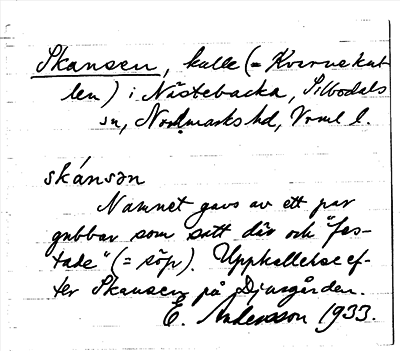 Skansen, kulle (= Kvarnekul
len) i Nästebacka, Silbodals
sn, Nordmarks hd, Vrml l.
skánsən
Namnet gavs av ett par
gubbar som satt där och "fes-
tade" (= söp). Uppkallelse ef-
ter Skansen på Djurgården.
E. Andersson 1933.